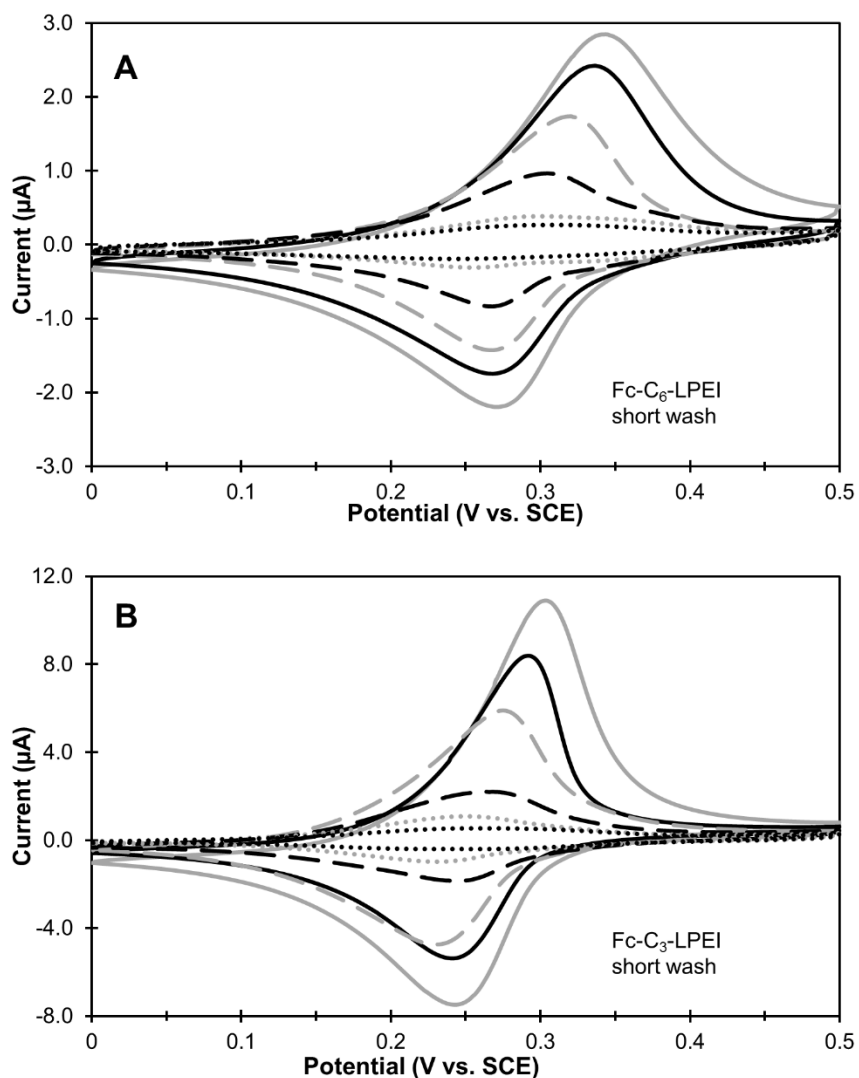 A
3.0
2.0
1.0
0.0
-1.0
-2.0
-3.0
Current (µA)
Fc-C₆-LPEI
short wash
0 0.1 0.2 0.3 0.4 0.5
Potential (V vs. SCE)
B
12.0
8.0
4.0
0.0
-4.0
-8.0
Current (µA)
Fc-C₃-LPEI
short wash
0 0.1 0.2 0.3 0.4 0.5
Potential (V vs. SCE)